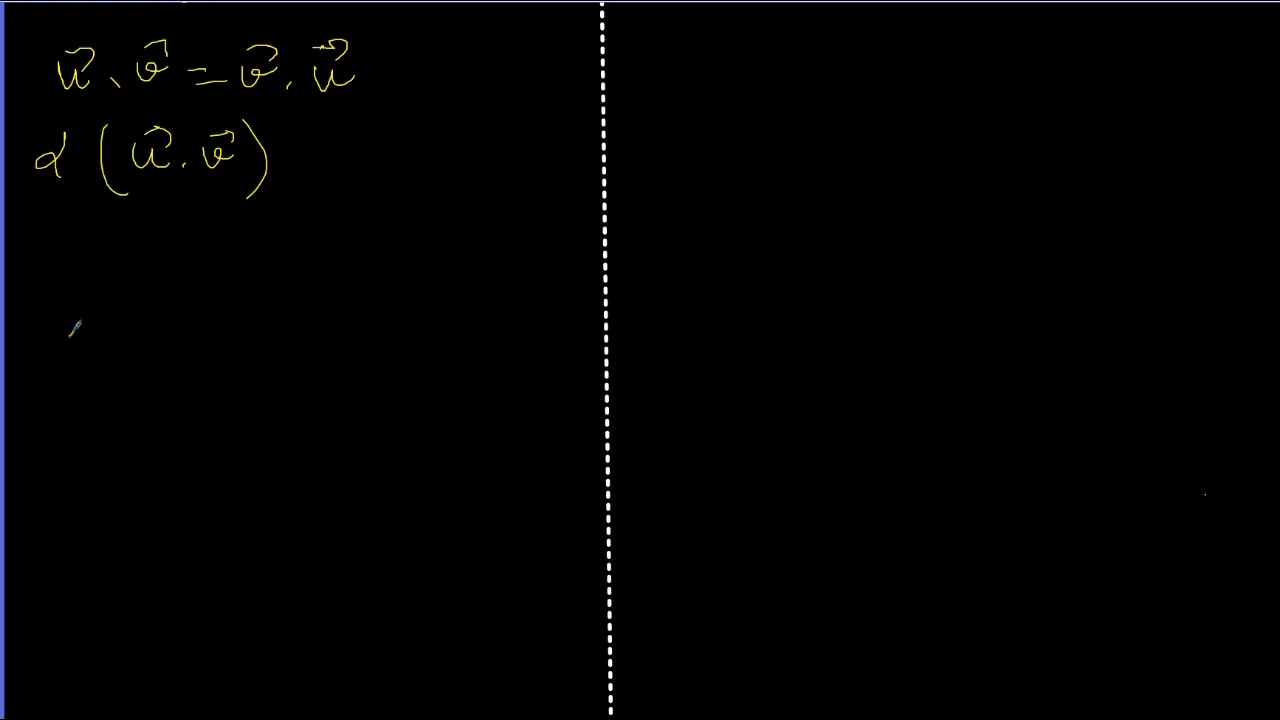 u⃗ . v⃗ = v⃗ . u⃗
α ( u⃗ . v⃗ )